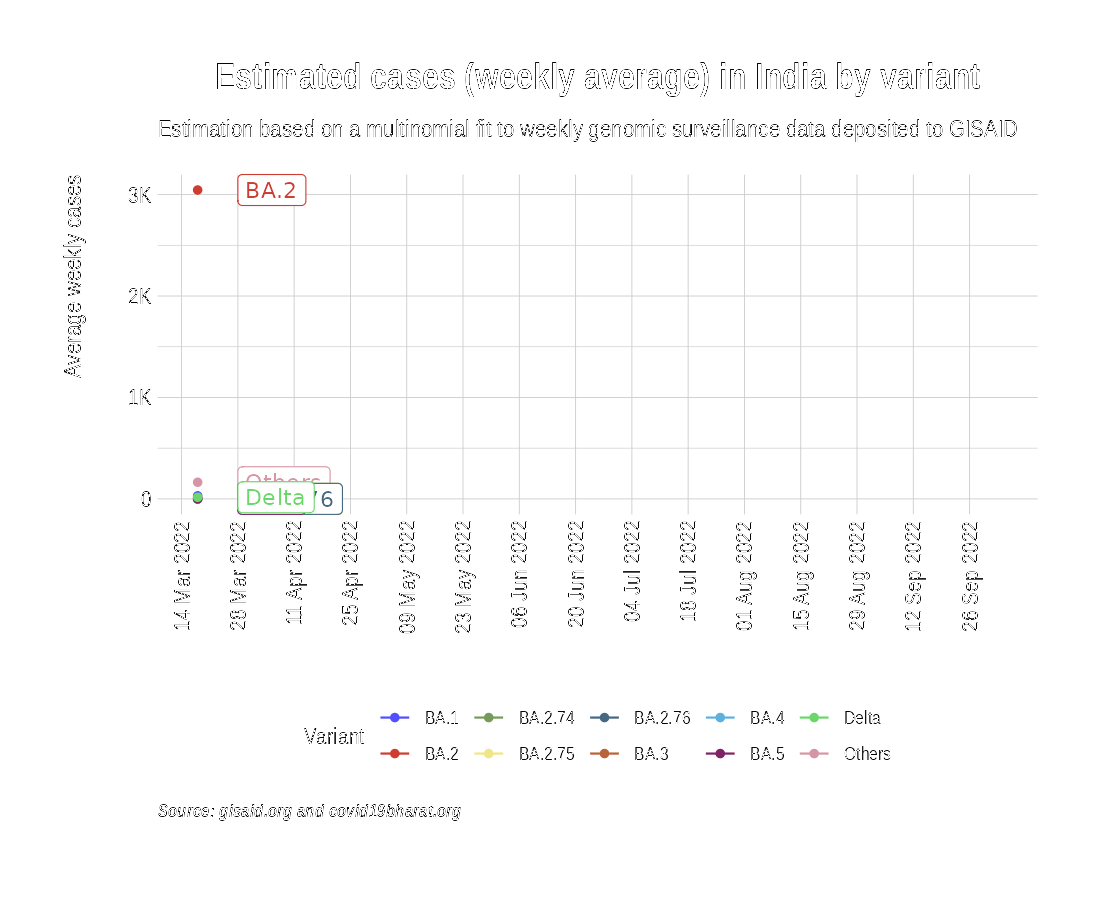 Estimated cases (weekly average) in India by variant
Estimation based on a multinomial fit to weekly genomic surveillance data deposited to GISAID
Average weekly cases
3K
2K
1K
0
BA.2
Others
Delta
76
14 Mar 2022
28 Mar 2022
11 Apr 2022
25 Apr 2022
09 May 2022
23 May 2022
06 Jun 2022
20 Jun 2022
04 Jul 2022
18 Jul 2022
01 Aug 2022
15 Aug 2022
29 Aug 2022
12 Sep 2022
26 Sep 2022
Variant
BA.1 BA.2.74 BA.2.76 BA.4 Delta
BA.2 BA.2.75 BA.3 BA.5 Others
Source: gisaid.org and covid19bharat.org